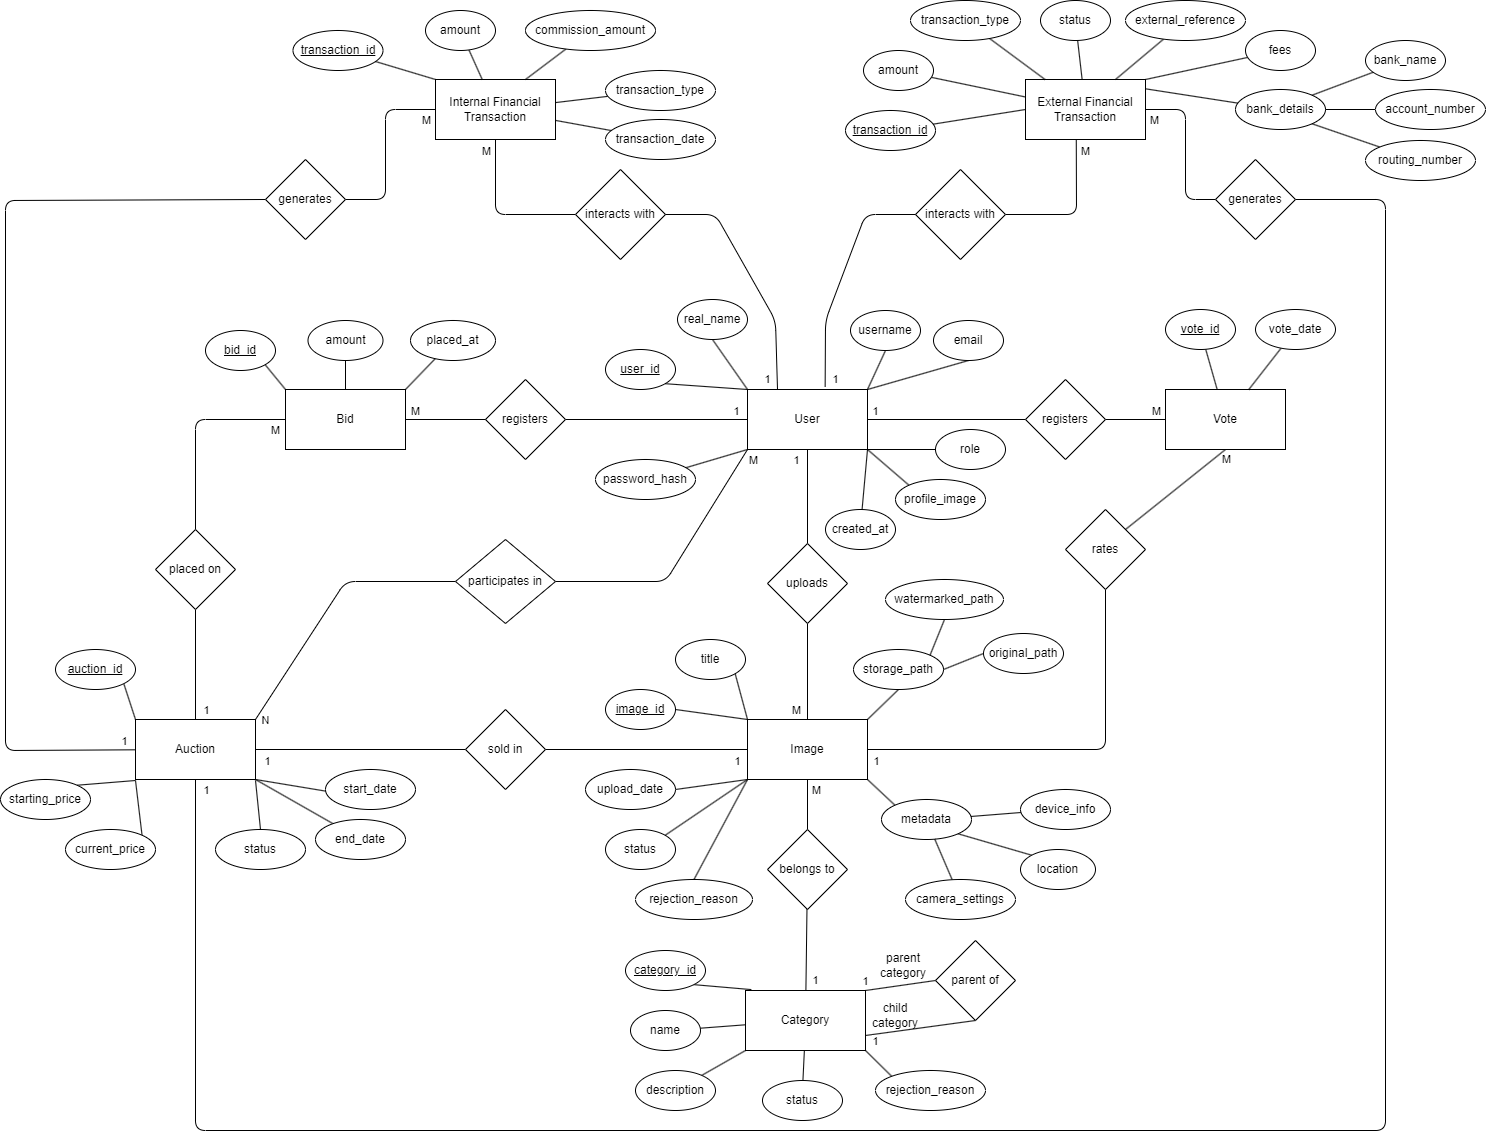 transaction_id
amount
commission_amount
transaction_type
transaction_date
Internal Financial
Transaction
M
M
generates
interacts with
transaction_type
status
external_reference
fees
amount
transaction_id
External Financial
Transaction
bank_details
bank_name
account_number
routing_number
M
M
interacts with
generates
bid_id
amount
placed_at
Bid
M
M
registers
real_name
user_id
username
email
1
1
1
User
1
registers
M
vote_id
vote_date
Vote
M
password_hash
M
1
role
profile_image
created_at
placed on
participates in
uploads
rates
auction_id
1
N
1
Auction
1
1
starting_price
current_price
status
start_date
end_date
sold in
title
image_id
M
watermarked_path
storage_path
original_path
Image
1
1
M
upload_date
status
rejection_reason
metadata
device_info
location
camera_settings
belongs to
category_id
1
1
parent
category
parent of
child
category
1
Category
name
description
status
rejection_reason